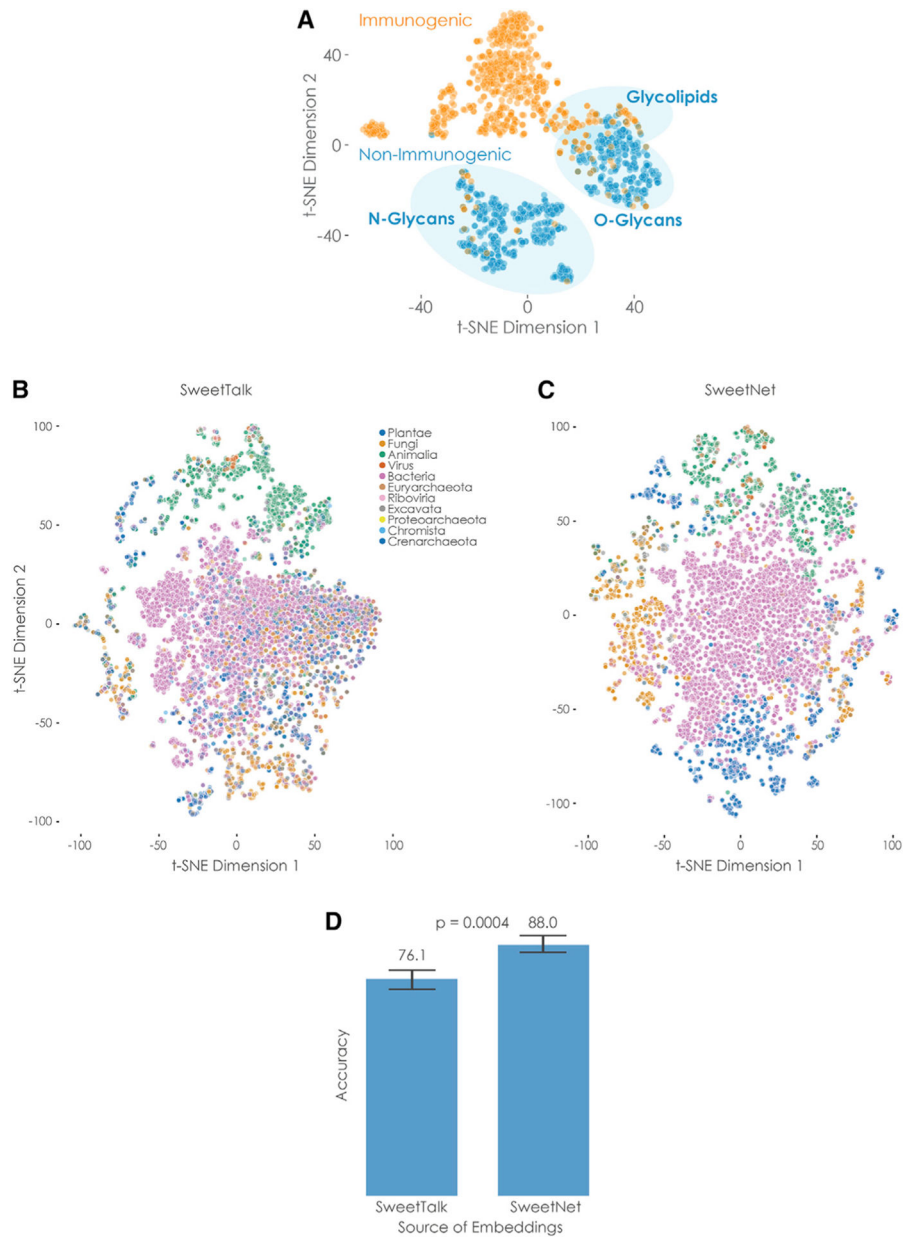 A
Immunogenic
40
Glycolipids
0
Non-Immunogenic
N-Glycans
O-Glycans
-40
t-SNE Dimension 2
-40 0 40
t-SNE Dimension 1
B
SweetTalk
100
50
0
-50
-100
t-SNE Dimension 2
-100 -50 0 50 100
t-SNE Dimension 1
Plantae
Fungi
Animalia
Virus
Bacteria
Euryarchaeota
Riboviria
Excavata
Proteoarchaeota
Chromista
Crenarchaeota
C
SweetNet
100
50
0
-50
-100
-100 -50 0 50 100
t-SNE Dimension 1
D
p = 0.0004
76.1
88.0
Accuracy
SweetTalk SweetNet
Source of Embeddings